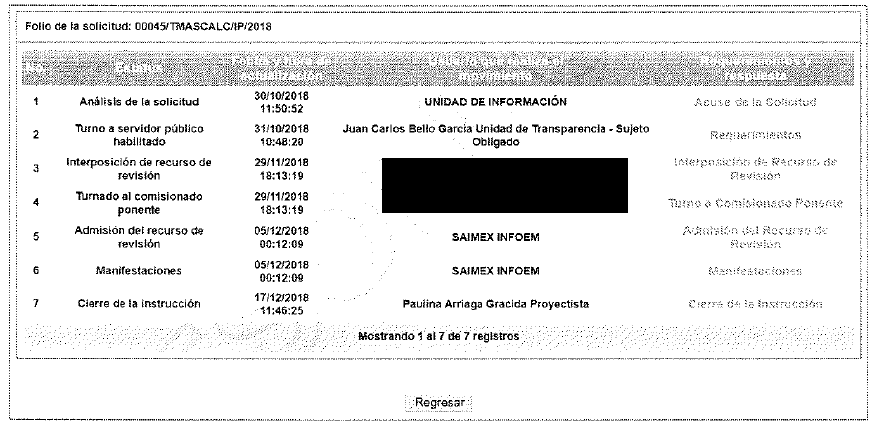 Folio de la solicitud: 00045/TMASCALC/IP/2018
No. Estado Fecha y hora de actualización Unidad que realizó el movimiento Requerimientos y respuesta
1 Análisis de la solicitud 30/10/2018 11:50:52 UNIDAD DE INFORMACIÓN Acuse de la Solicitud
2 Turno a servidor público habilitado 31/10/2018 10:48:20 Juan Carlos Bello García Unidad de Transparencia - Sujeto Obligado Requerimientos
3 Interposición de recurso de revisión 29/11/2018 18:13:19 Interposición de Recurso de Revisión
4 Turnado al comisionado ponente 29/11/2018 18:13:19 Turno a Comisionado Ponente
5 Admisión del recurso de revisión 05/12/2018 00:12:09 SAIMEX INFOEM Admisión del Recurso de Revisión
6 Manifestaciones 05/12/2018 00:12:09 SAIMEX INFOEM Manifestaciones
7 Cierre de la instrucción 17/12/2018 11:46:25 Paulina Arriaga Gracida Proyectista Cierre de la Instrucción
Mostrando 1 al 7 de 7 registros
Regresar